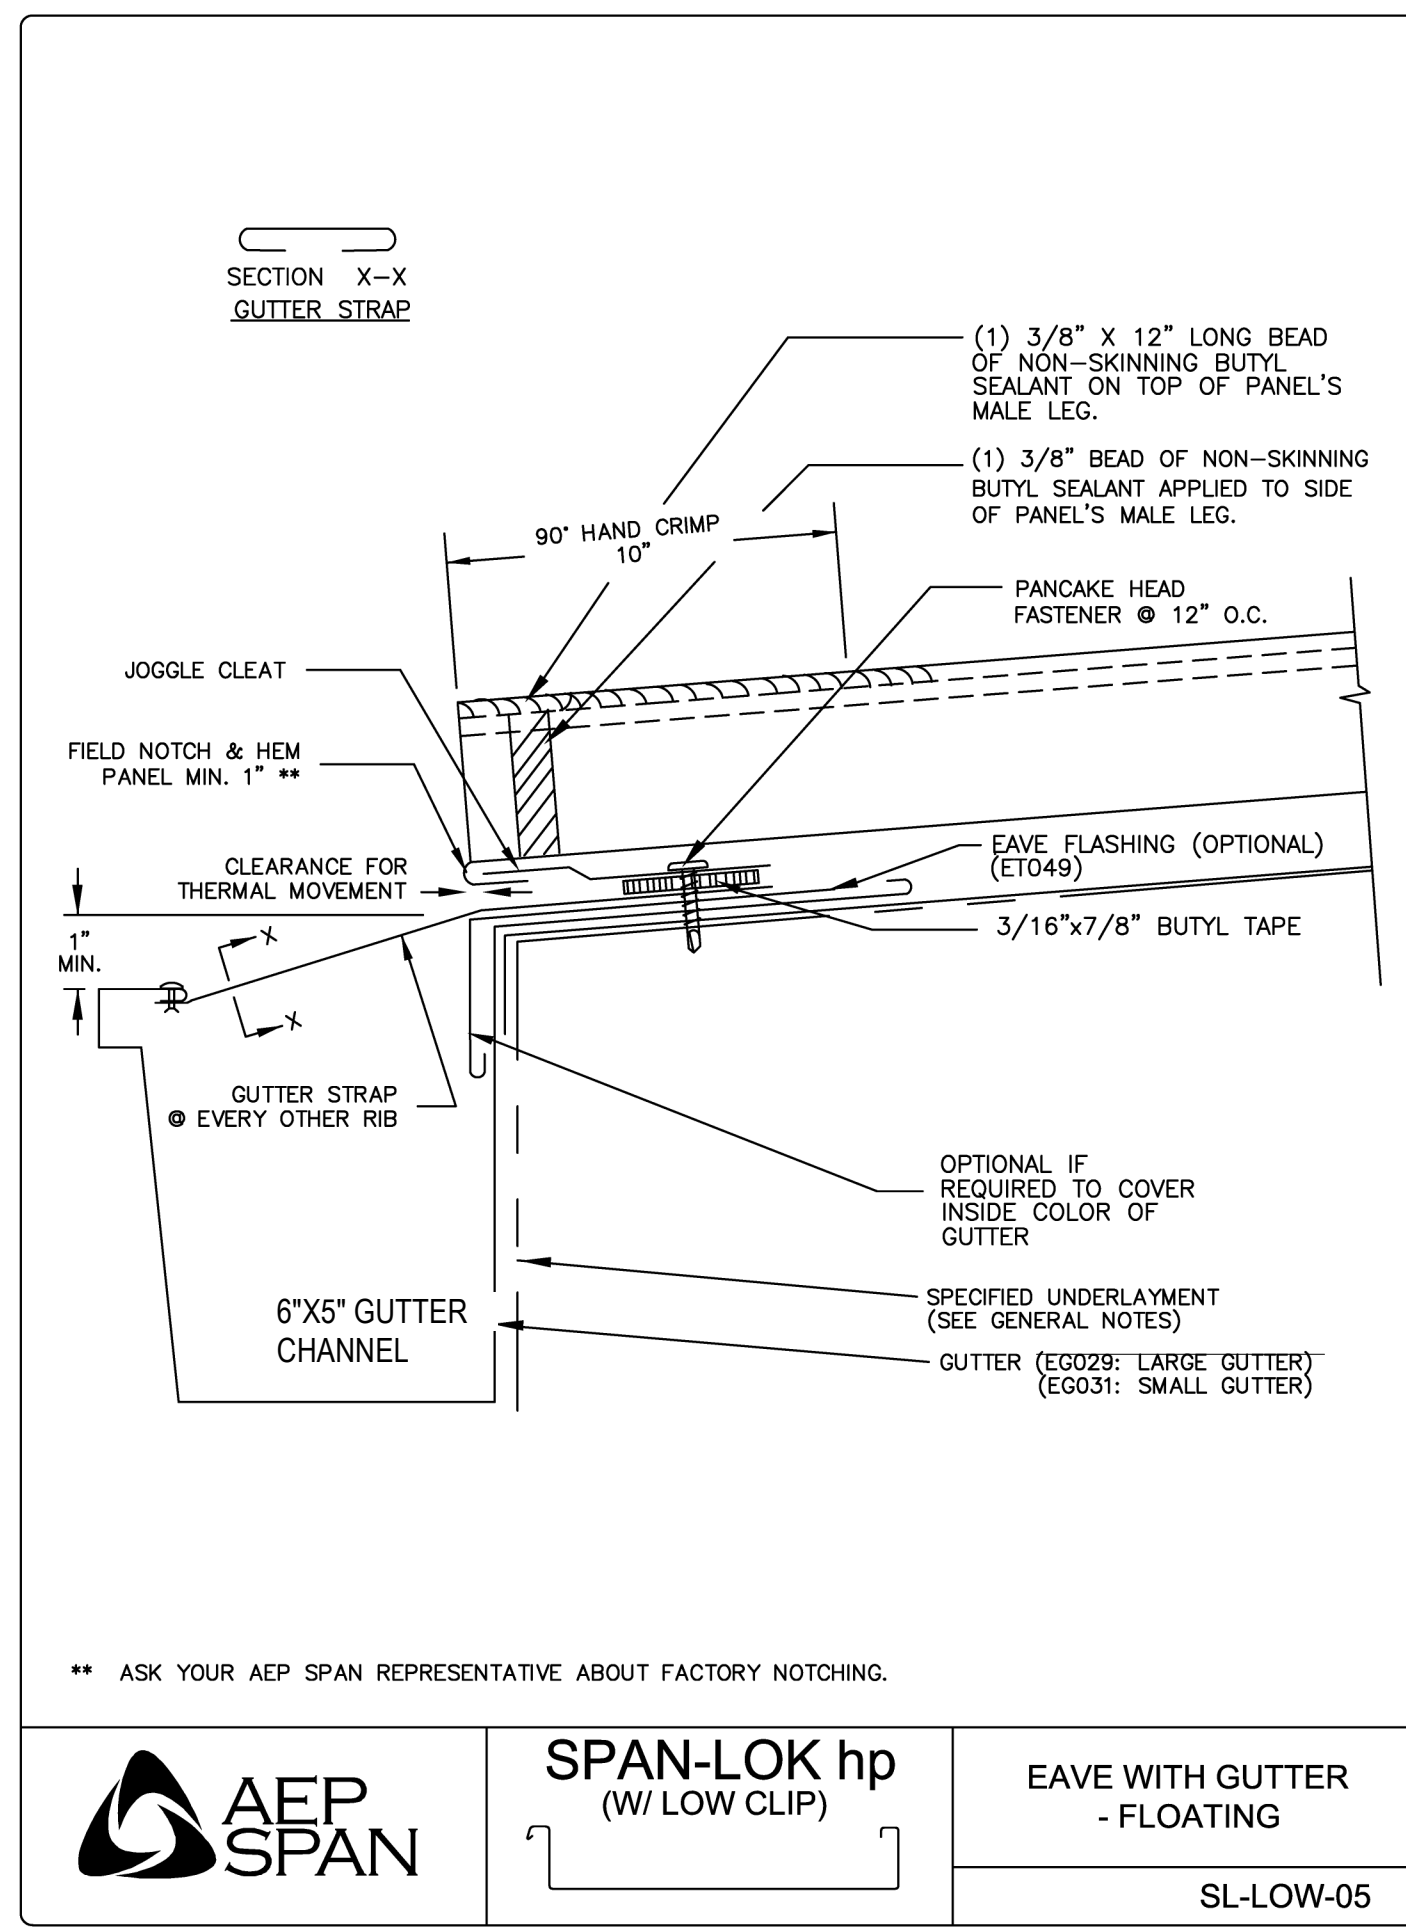 SECTION X-X
GUTTER STRAP
(1) 3/8" X 12" LONG BEAD
OF NON-SKINNING BUTYL
SEALANT ON TOP OF PANEL'S
MALE LEG.
(1) 3/8" BEAD OF NON-SKINNING
BUTYL SEALANT APPLIED TO SIDE
OF PANEL'S MALE LEG.
90° HAND CRIMP
10"
PANCAKE HEAD
FASTENER @ 12" O.C.
JOGGLE CLEAT
FIELD NOTCH & HEM
PANEL MIN. 1" **
CLEARANCE FOR
THERMAL MOVEMENT
EAVE FLASHING (OPTIONAL)
(ET049)
3/16"x7/8" BUTYL TAPE
1"
MIN.
X
X
GUTTER STRAP
@ EVERY OTHER RIB
OPTIONAL IF
REQUIRED TO COVER
INSIDE COLOR OF
GUTTER
SPECIFIED UNDERLAYMENT
(SEE GENERAL NOTES)
6"X5" GUTTER
CHANNEL
GUTTER (EG029: LARGE GUTTER)
(EG031: SMALL GUTTER)
** ASK YOUR AEP SPAN REPRESENTATIVE ABOUT FACTORY NOTCHING.
AEP
SPAN
SPAN-LOK hp
(W/ LOW CLIP)
EAVE WITH GUTTER
- FLOATING
SL-LOW-05